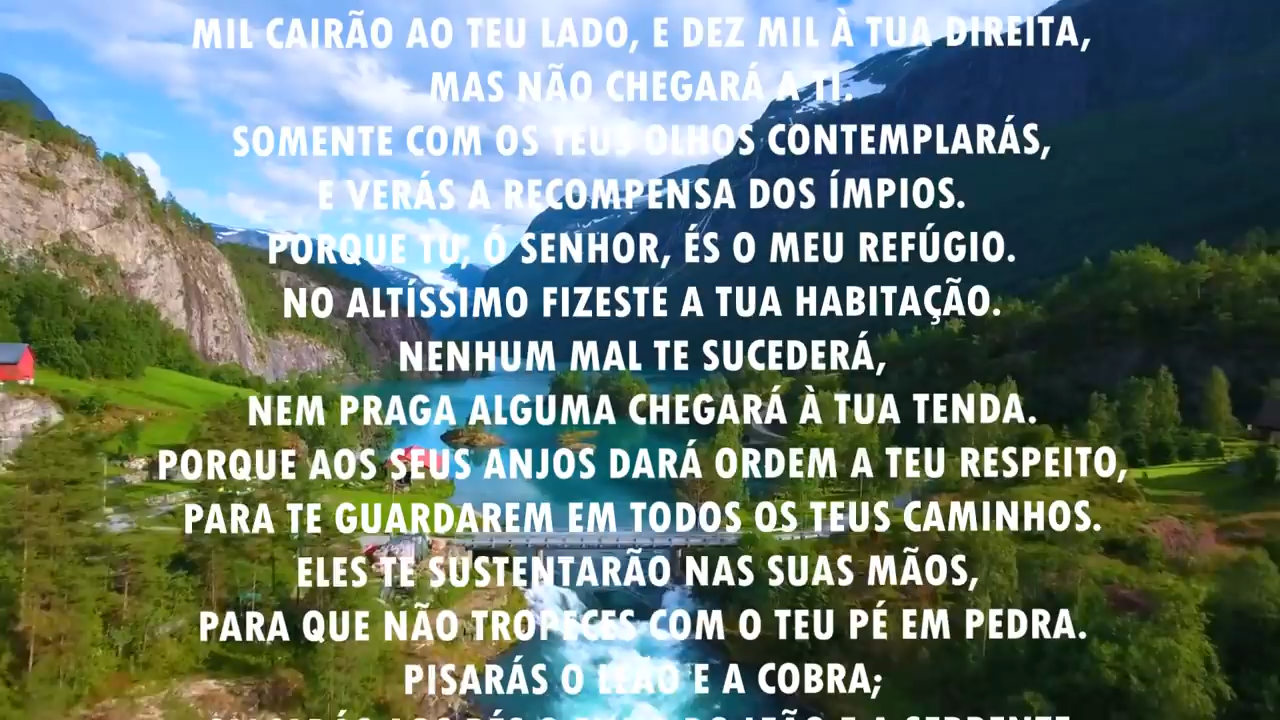 MIL CAIRÃO AO TEU LADO, E DEZ MIL À TUA DIREITA,
MAS NÃO CHEGARÁ A TI.
SOMENTE COM OS TEUS OLHOS CONTEMPLARÁS,
E VERÁS A RECOMPENSA DOS ÍMPIOS.
PORQUE TU, Ó SENHOR, ÉS O MEU REFÚGIO.
NO ALTÍSSIMO FIZESTE A TUA HABITAÇÃO.
NENHUM MAL TE SUCEDERÁ,
NEM PRAGA ALGUMA CHEGARÁ À TUA TENDA.
PORQUE AOS SEUS ANJOS DARÁ ORDEM A TEU RESPEITO,
PARA TE GUARDAREM EM TODOS OS TEUS CAMINHOS.
ELES TE SUSTENTARÃO NAS SUAS MÃOS,
PARA QUE NÃO TROPECES COM O TEU PÉ EM PEDRA.
PISARÁS O LEÃO E A COBRA;